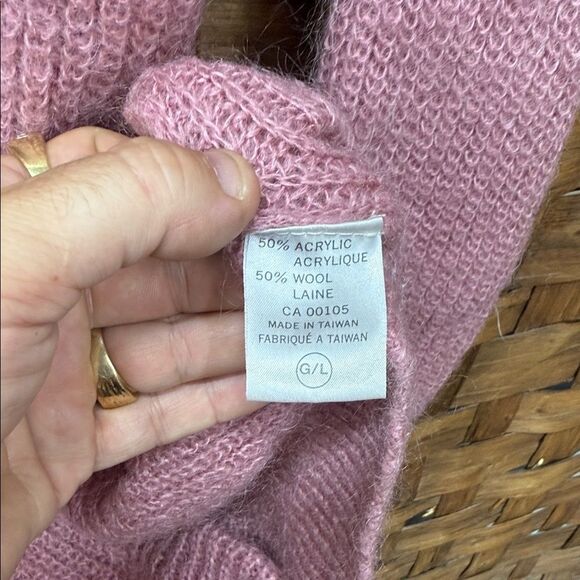 50% ACRYLIC
ACRYLIQUE
50% WOOL
LAINE
CA 00105
MADE IN TAIWAN
FABRIQUÉ A TAIWAN
G/L